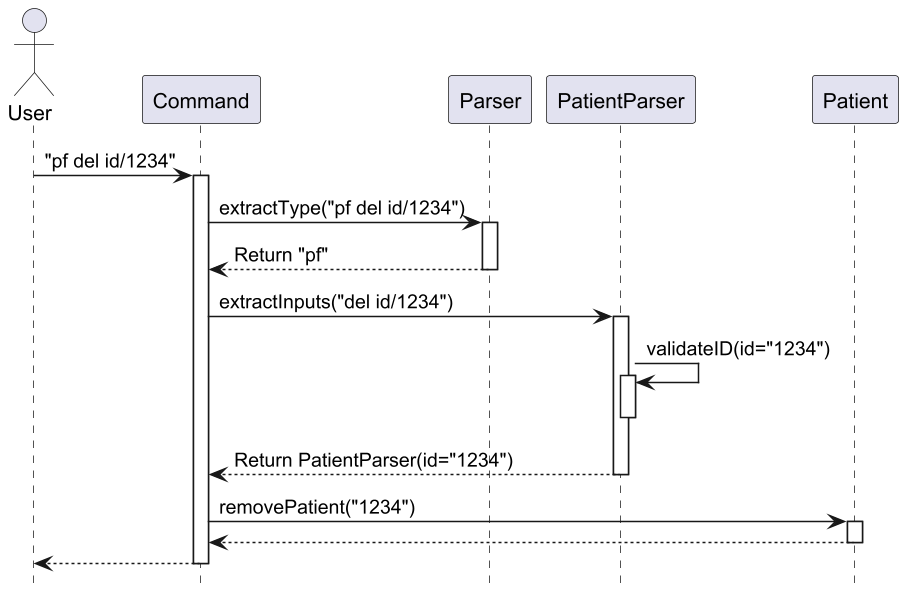 User
Command
Parser
PatientParser
Patient
"pf del id/1234"
extractType("pf del id/1234")
Return "pf"
extractInputs("del id/1234")
validateID(id="1234")
Return PatientParser(id="1234")
removePatient("1234")